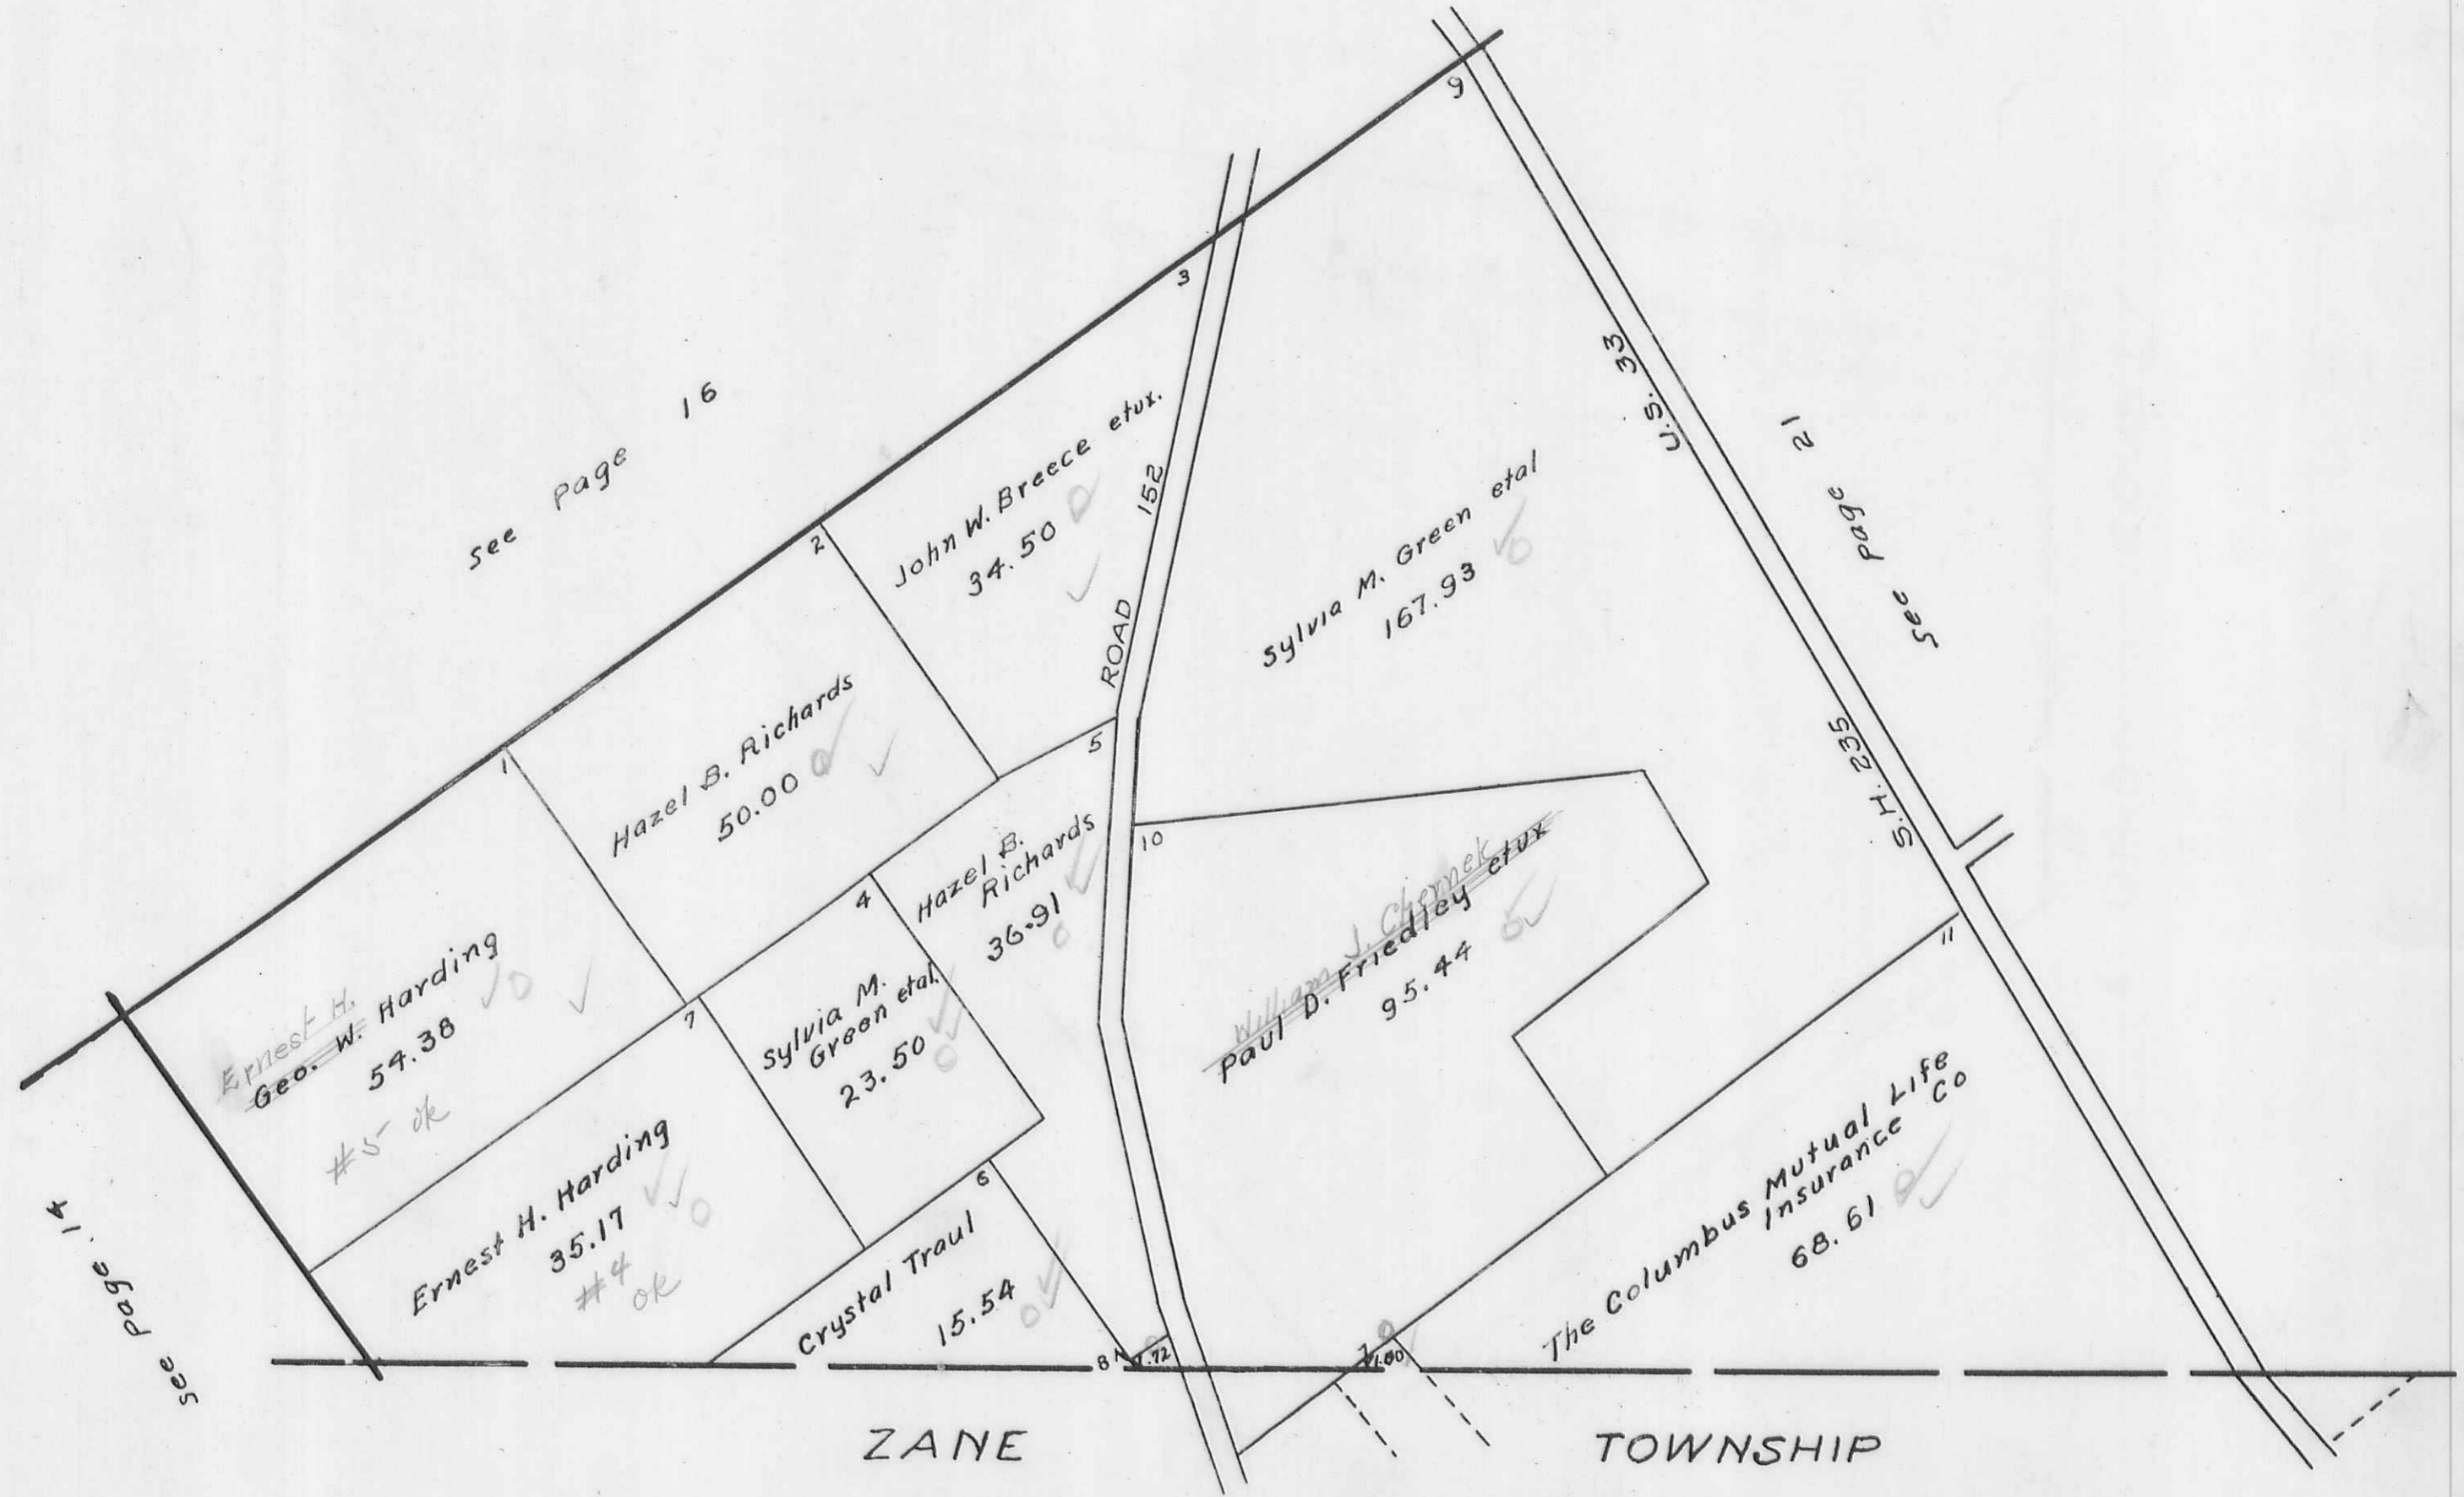 9
3
See Page 16
2
John W. Breece etux.
34.50
ROAD 152
Sylvia M. Green etal
167.93
U.S. 33
S.H. 235
See Page 21
1
Hazel B. Richards
50.00
5
10
4
Hazel B.
Richards
36.91
William J. Chernek
Paul D. Friedley etux
95.44
11
Ernest H.
Geo. W. Harding
54.38
#5 ok
7
Sylvia M.
Green etal.
23.50
Ernest H. Harding
35.17
#4
ok
6
Crystal Traul
15.54
The Columbus Mutual Life
Insurance Co
68.61
See Page 14
8
1.72
1.00
ZANE TOWNSHIP